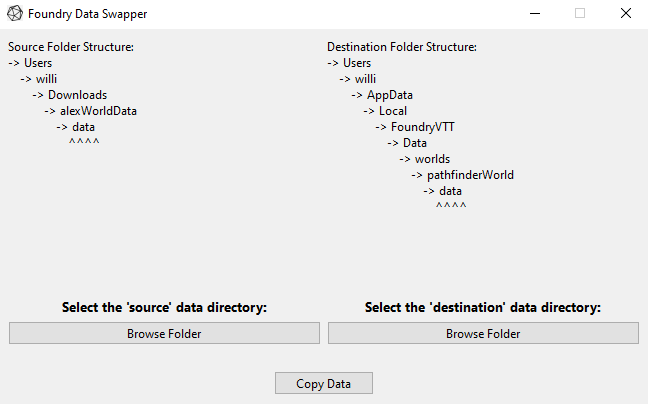 Foundry Data Swapper
Source Folder Structure:
-> Users
-> willi
-> Downloads
-> alexWorldData
-> data
^^^^
Destination Folder Structure:
-> Users
-> willi
-> AppData
-> Local
-> FoundryVTT
-> Data
-> worlds
-> pathfinderWorld
-> data
^^^^
Select the 'source' data directory:
Browse Folder
Select the 'destination' data directory:
Browse Folder
Copy Data